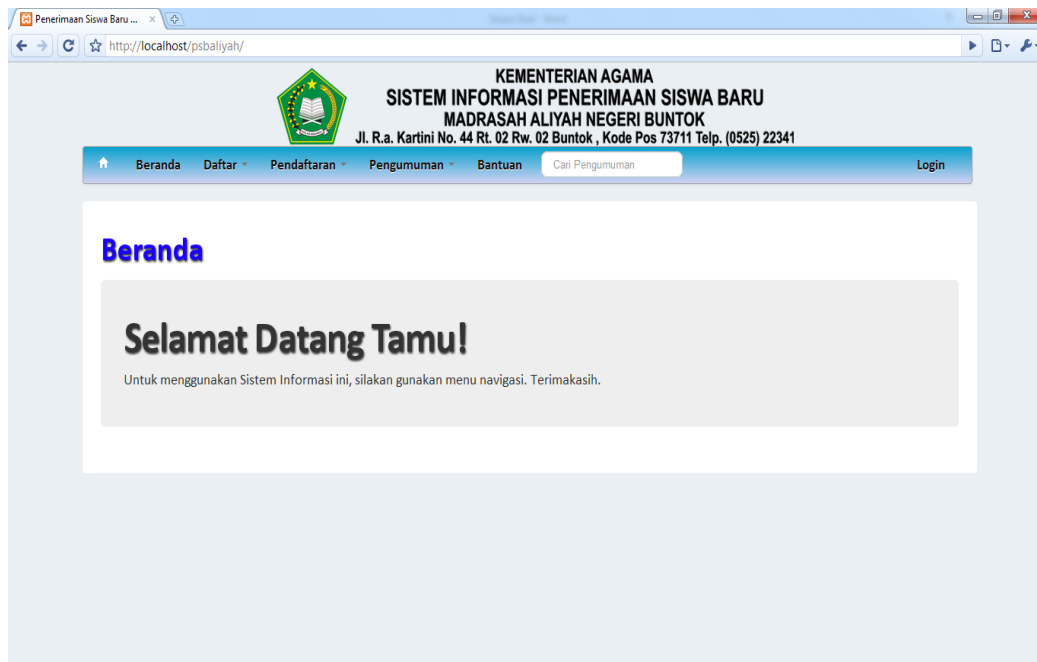 Penerimaan Siswa Baru ...
http://localhost/psbaliyah/
KEMENTERIAN AGAMA
SISTEM INFORMASI PENERIMAAN SISWA BARU
MADRASAH ALIYAH NEGERI BUNTOK
Jl. R.a. Kartini No. 44 Rt. 02 Rw. 02 Buntok , Kode Pos 73711 Telp. (0525) 22341
Beranda Daftar Pendaftaran Pengumuman Bantuan Cari Pengumuman Login
Beranda
Selamat Datang Tamu!
Untuk menggunakan Sistem Informasi ini, silakan gunakan menu navigasi. Terimakasih.